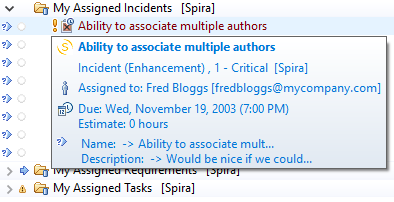 My Assigned Incidents [Spira]
Ability to associate multiple authors
Ability to associate multiple authors
Incident (Enhancement) , 1 - Critical [Spira]
Assigned to: Fred Bloggs [fredbloggs@mycompany.com]
Due: Wed, November 19, 2003 (7:00 PM)
Estimate: 0 hours
Name: -> Ability to associate mult...
Description: -> Would be nice if we could...
My Assigned Requirements [Spira]
My Assigned Tasks [Spira]